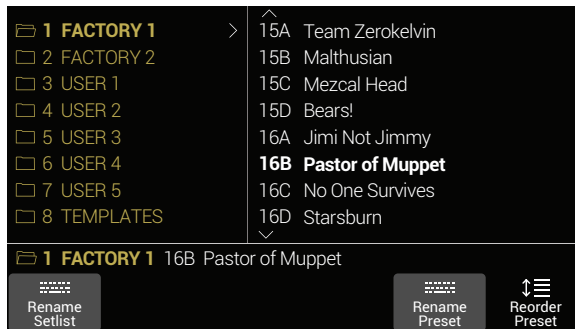 1 FACTORY 1
2 FACTORY 2
3 USER 1
4 USER 2
5 USER 3
6 USER 4
7 USER 5
8 TEMPLATES
15A Team Zerokelvin
15B Malthusian
15C Mezcal Head
15D Bears!
16A Jimi Not Jimmy
16B Pastor of Muppet
16C No One Survives
16D Starsburn
1 FACTORY 1 16B Pastor of Muppet
Rename
Setlist
Rename
Preset
Reorder
Preset